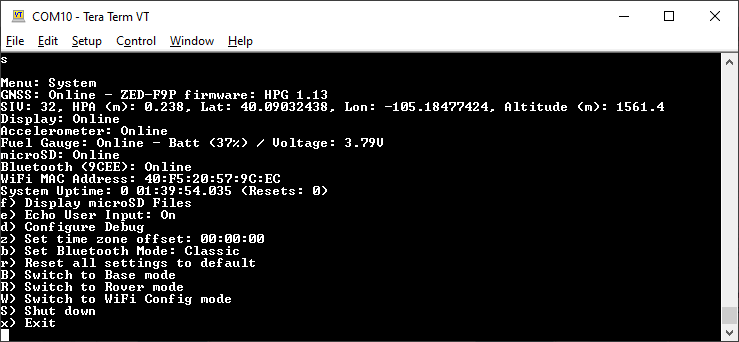 VT COM10 - Tera Term VT
File Edit Setup Control Window Help
s
Menu: System
GNSS: Online - ZED-F9P firmware: HPG 1.13
SIV: 32, HPA (m): 0.238, Lat: 40.09032438, Lon: -105.18477424, Altitude (m): 1561.4
Display: Online
Accelerometer: Online
Fuel Gauge: Online - Batt (37%) / Voltage: 3.79V
microSD: Online
Bluetooth (9CEE): Online
WiFi MAC Address: 40:F5:20:57:9C:EC
System Uptime: 0 01:39:54.035 (Resets: 0)
f) Display microSD Files
e) Echo User Input: On
d) Configure Debug
z) Set time zone offset: 00:00:00
b) Set Bluetooth Mode: Classic
r) Reset all settings to default
B) Switch to Base mode
R) Switch to Rover mode
W) Switch to WiFi Config mode
S) Shut down
x) Exit